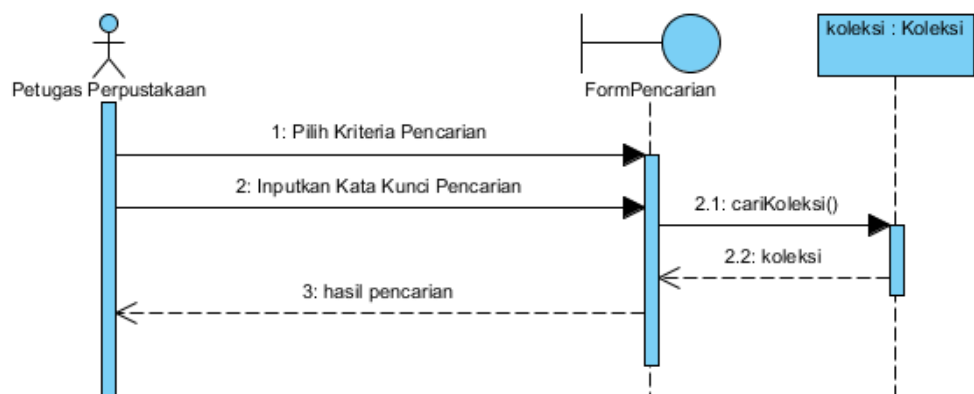 koleksi : Koleksi
Petugas Perpustakaan
FormPencarian
1: Pilih Kriteria Pencarian
2: Inputkan Kata Kunci Pencarian
2.1: cariKoleksi()
2.2: koleksi
3: hasil pencarian